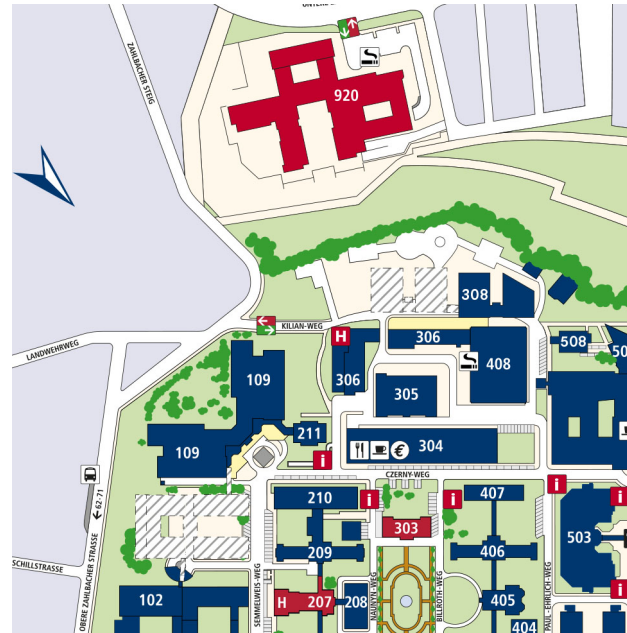 ZAHLBACHER STEIG
920
308
KILIAN-WEG
LANDWEHRWEG
H
306
306
408
508
109
305
109
211
i
304
€
CZERNY-WEG
210
i
i
407
i
i
303
62-71
OBERE ZAHLBACHER STRASSE
SCHILLSTRASSE
209
406
503
SEMMELWEIS-WEG
NAUNYN-WEG
BILLROTH-WEG
PAUL-EHRLICH-WEG
i
102
H
207
208
405
404